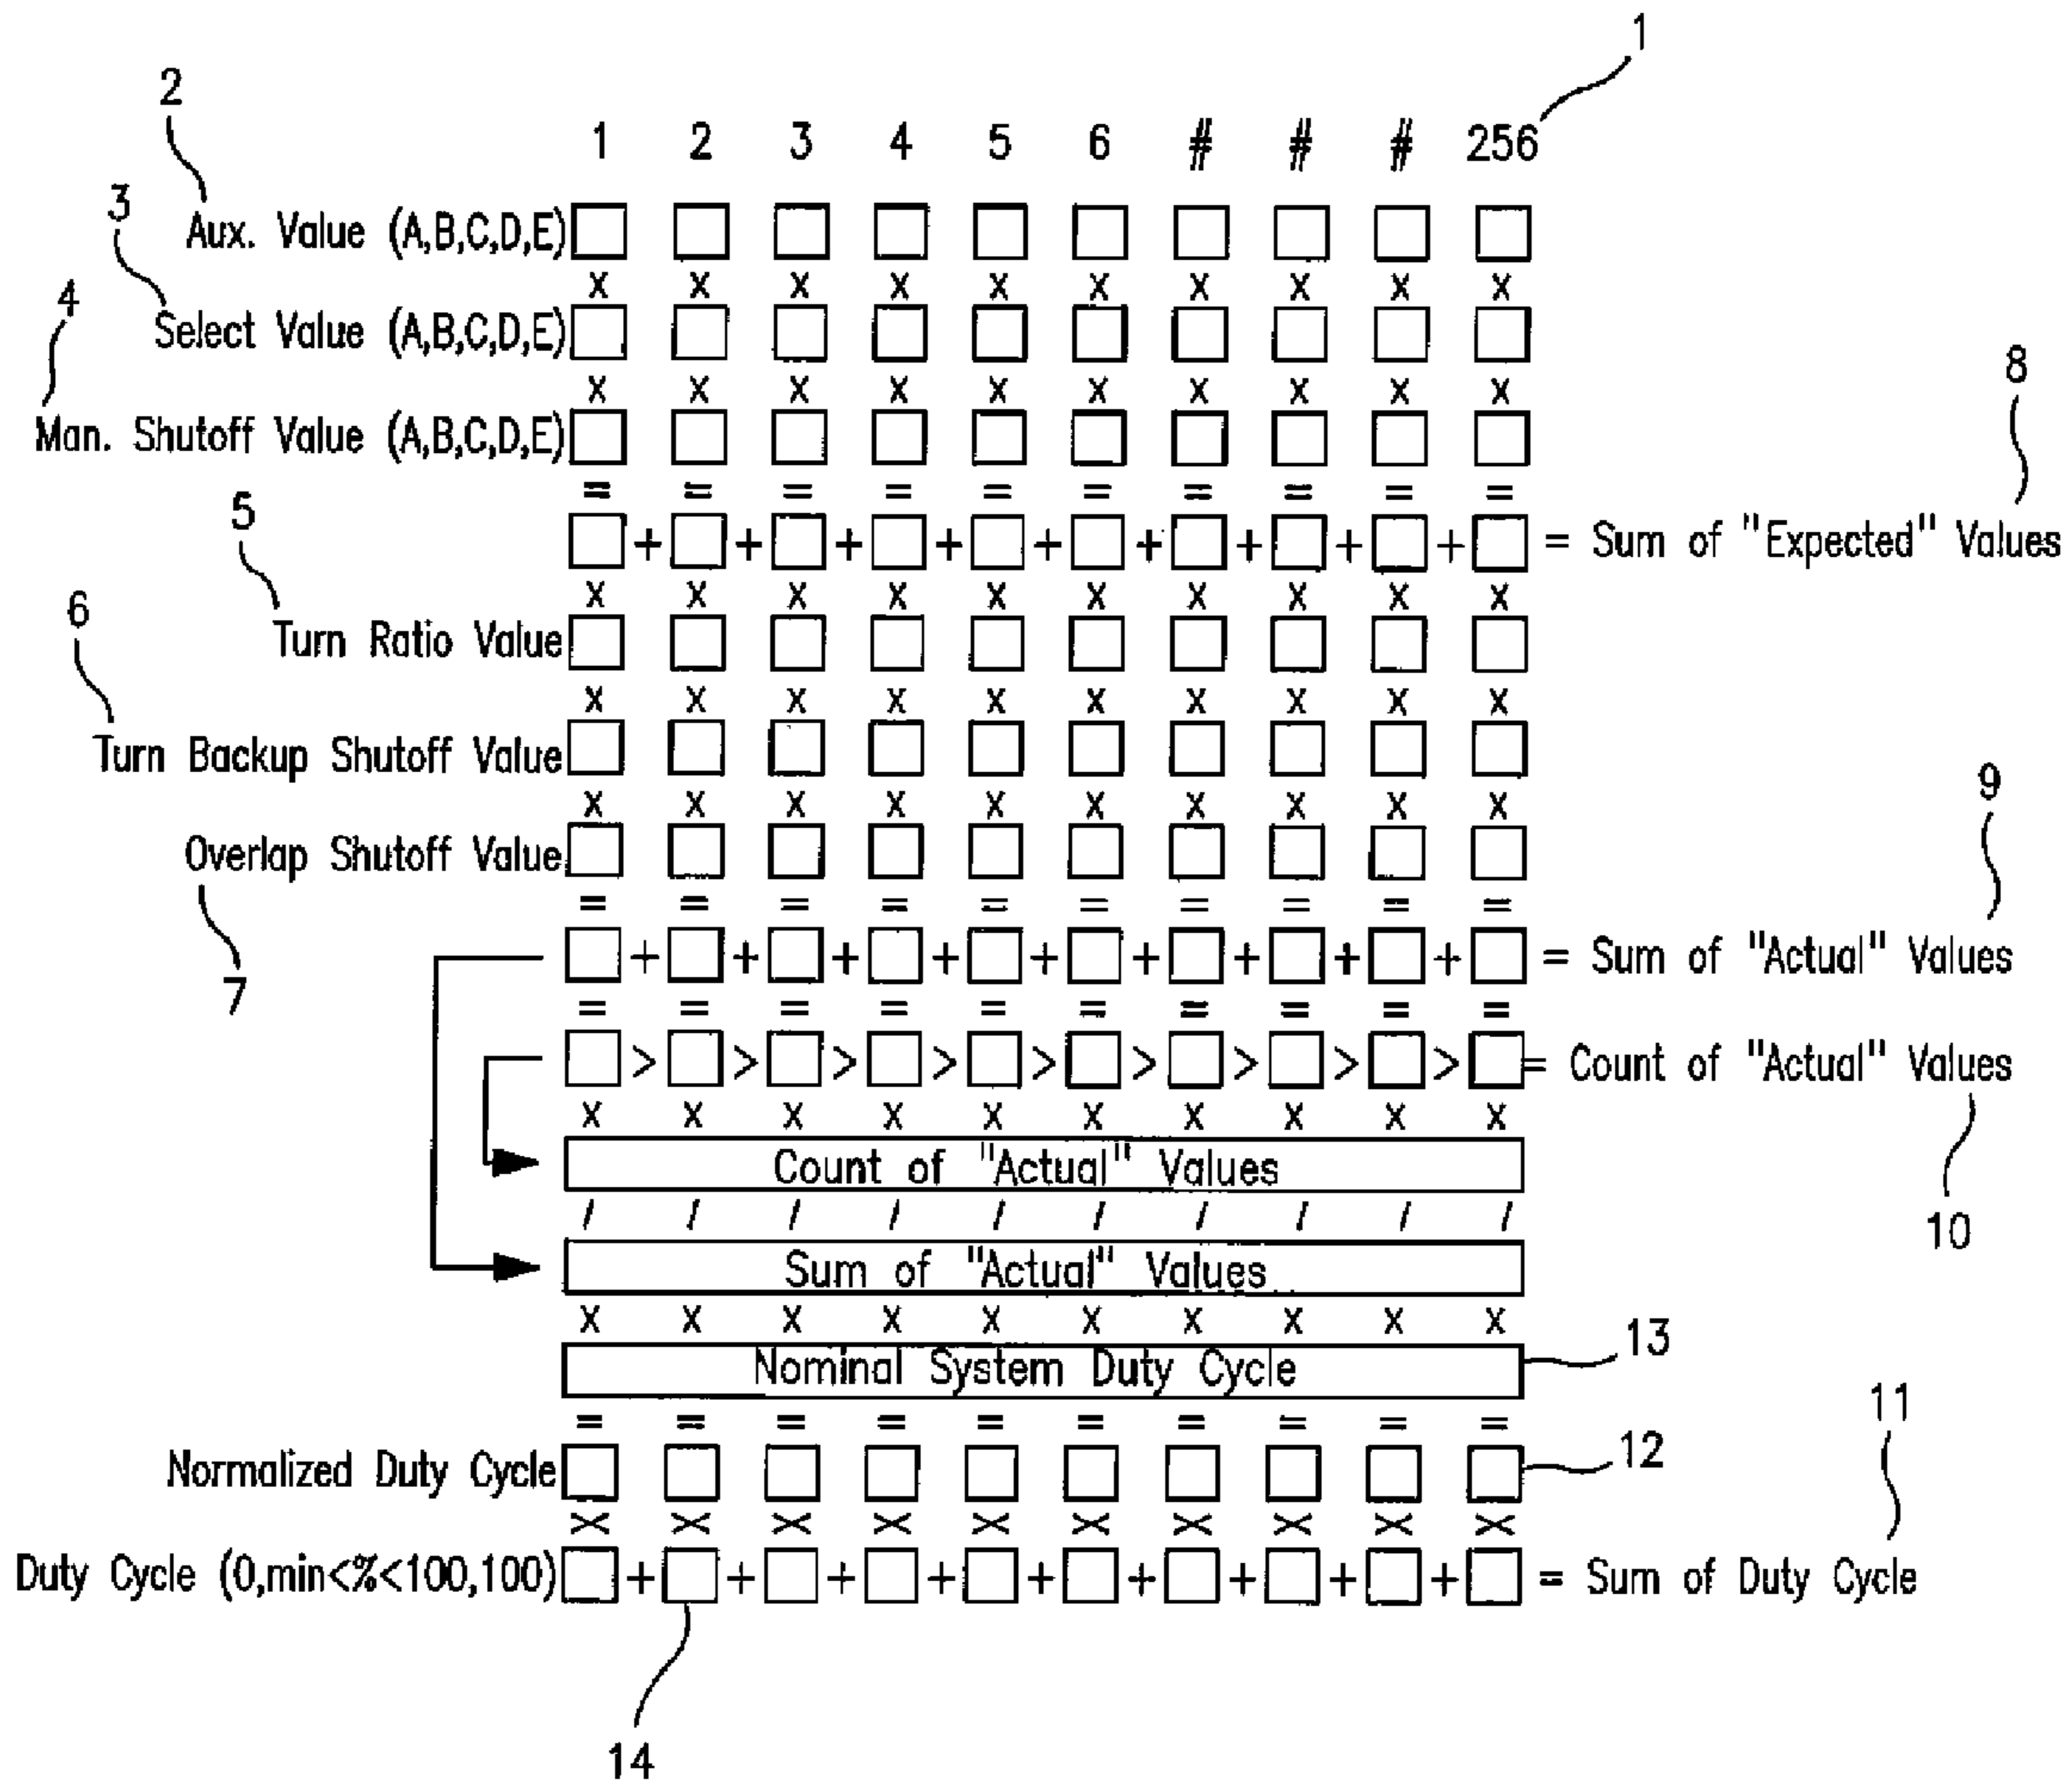 1
2
1 2 3 4 5 6 # # # 256
3
Aux. Value (A,B,C,D,E)
x x x x x x x x x x
4
Select Value (A,B,C,D,E)
8
x x x x x x x x x x
Man. Shutoff Value (A,B,C,D,E)
= = = = = = = = = =
5
+ + + + + + + + + = Sum of "Expected" Values
x x x x x x x x x x
6
Turn Ratio Value
x x x x x x x x x x
Turn Backup Shutoff Value
9
x x x x x x x x x x
Overlap Shutoff Value
= = = = = = = = = =
+ + + + + + + + + = Sum of "Actual" Values
7
= = = = = = = = = =
> > > > > > > > > = Count of "Actual" Values
x x x x x x x x x x
Count of "Actual" Values
/ / / / / / / / / /
10
Sum of "Actual" Values
x x x x x x x x x x
13
Nominal System Duty Cycle
11
= = = = = = = = = =
12
Normalized Duty Cycle
X X X X X X X X X X
Duty Cycle (0,min<%<100,100) + + + + + + + + + = Sum of Duty Cycle
14